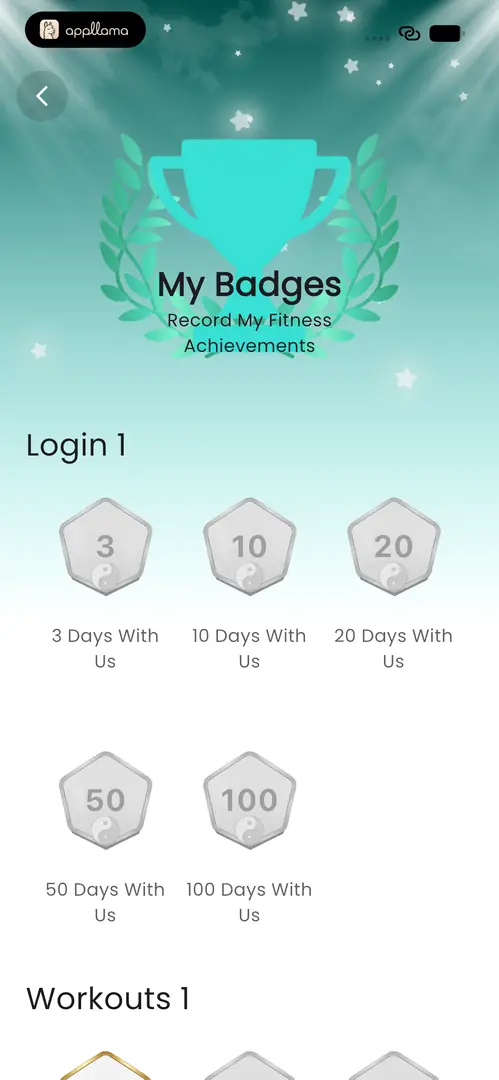 appllama
My Badges
Record My Fitness
Achievements
Login 1
3
10
20
3 Days With
Us
10 Days With
Us
20 Days With
Us
50
100
50 Days With
Us
100 Days With
Us
Workouts 1